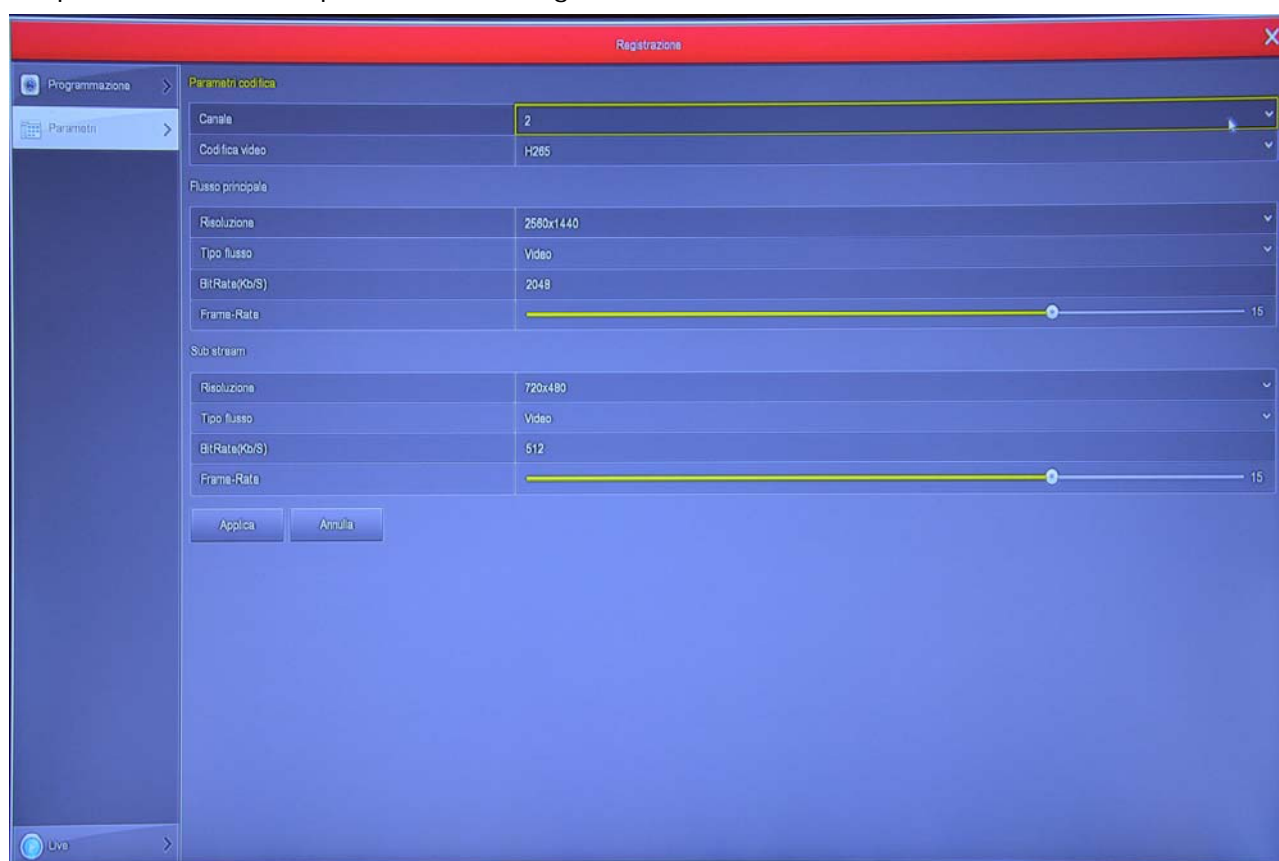 Registrazione
X
Programmazione
Parametri
Parametri codifica
Canale 2
Codifica video H265
Flusso principale
Risoluzione 2560x1440
Tipo flusso Video
BitRate(Kb/S) 2048
Frame-Rate 15
Sub stream
Risoluzione 720x480
Tipo flusso Video
BitRate(Kb/S) 512
Frame-Rate 15
Applica Annulla
Live